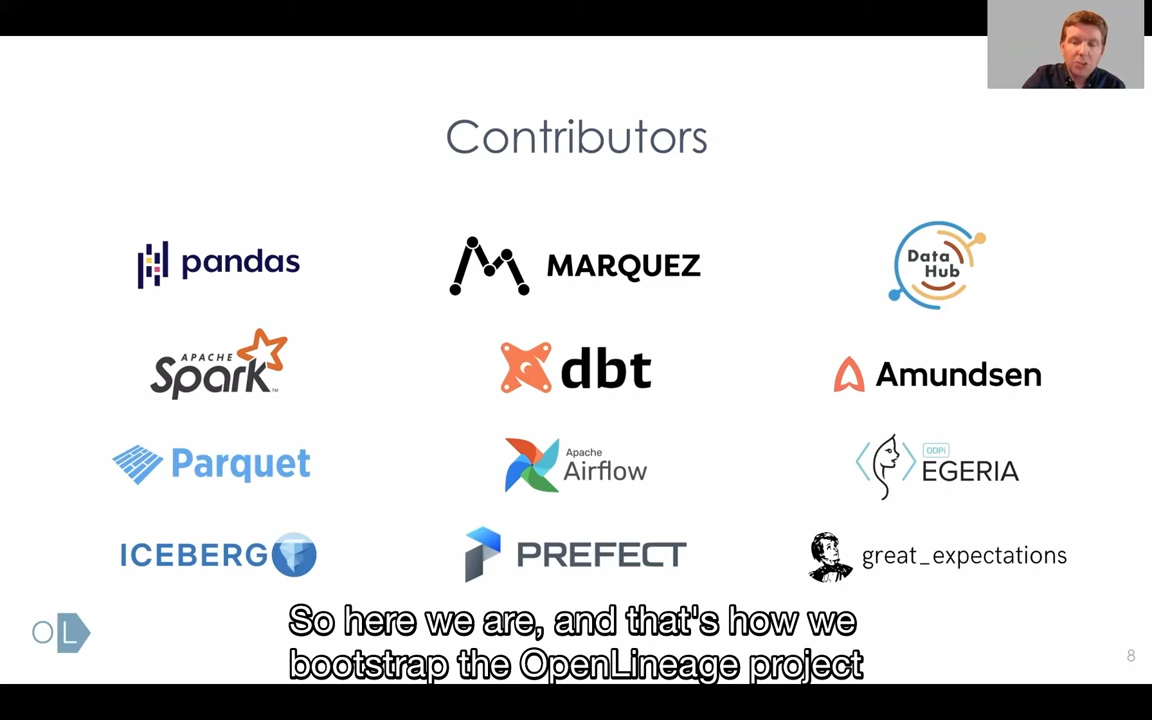 Contributors
pandas
MARQUEZ
Data
Hub
APACHE
Spark™
dbt
Amundsen
Parquet
Apache
Airflow
ODPi
EGERIA
ICEBERG
PREFECT
great_expectations
OL
So here we are, and that's how we
bootstrap the OpenLineage project
8